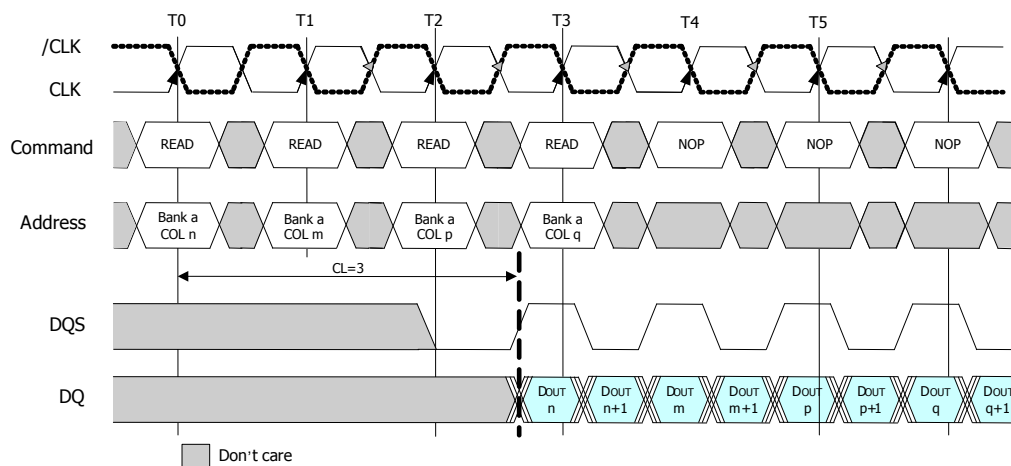 T0 T1 T2 T3 T4 T5
/CLK
CLK
Command READ READ READ READ NOP NOP NOP
Address Bank a COL n Bank a COL m Bank a COL p Bank a COL q
CL=3
DQS
DQ DOUT n DOUT n+1 DOUT m DOUT m+1 DOUT p DOUT p+1 DOUT q DOUT q+1
Don't care